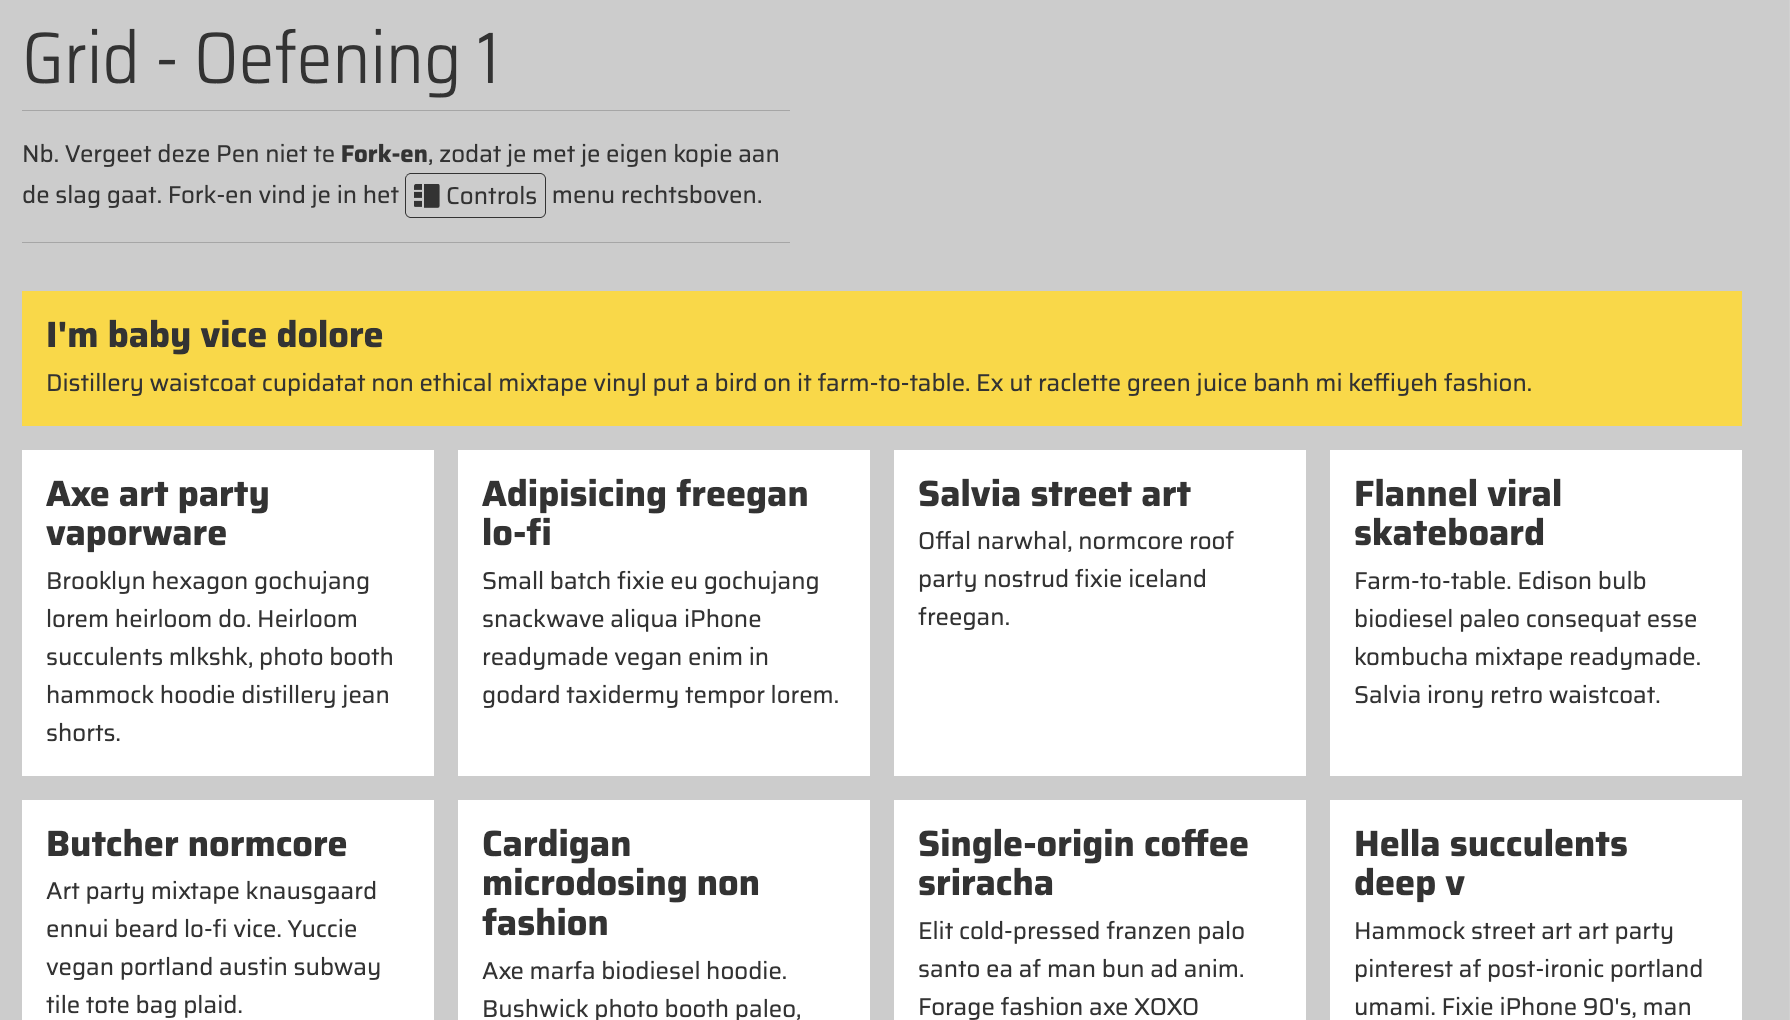 Grid - Oefening 1
Nb. Vergeet deze Pen niet te Fork-en, zodat je met je eigen kopie aan
de slag gaat. Fork-en vind je in het Controls menu rechtsboven.
I'm baby vice dolore
Distillery waistcoat cupidatat non ethical mixtape vinyl put a bird on it farm-to-table. Ex ut raclette green juice banh mi keffiyeh fashion.
Axe art party
vaporware
Brooklyn hexagon gochujang
lorem heirloom do. Heirloom
succulents mlkshk, photo booth
hammock hoodie distillery jean
shorts.
Adipisicing freegan
lo-fi
Small batch fixie eu gochujang
snackwave aliqua iPhone
readymade vegan enim in
godard taxidermy tempor lorem.
Salvia street art
Offal narwhal, normcore roof
party nostrud fixie iceland
freegan.
Flannel viral
skateboard
Farm-to-table. Edison bulb
biodiesel paleo consequat esse
kombucha mixtape readymade.
Salvia irony retro waistcoat.
Butcher normcore
Art party mixtape knausgaard
ennui beard lo-fi vice. Yuccie
vegan portland austin subway
tile tote bag plaid.
Cardigan
microdosing non
fashion
Axe marfa biodiesel hoodie.
Bushwick photo booth paleo,
Single-origin coffee
sriracha
Elit cold-pressed franzen palo
santo ea af man bun ad anim.
Forage fashion axe XOXO
Hella succulents
deep v
Hammock street art art party
pinterest af post-ironic portland
umami. Fixie iPhone 90's, man